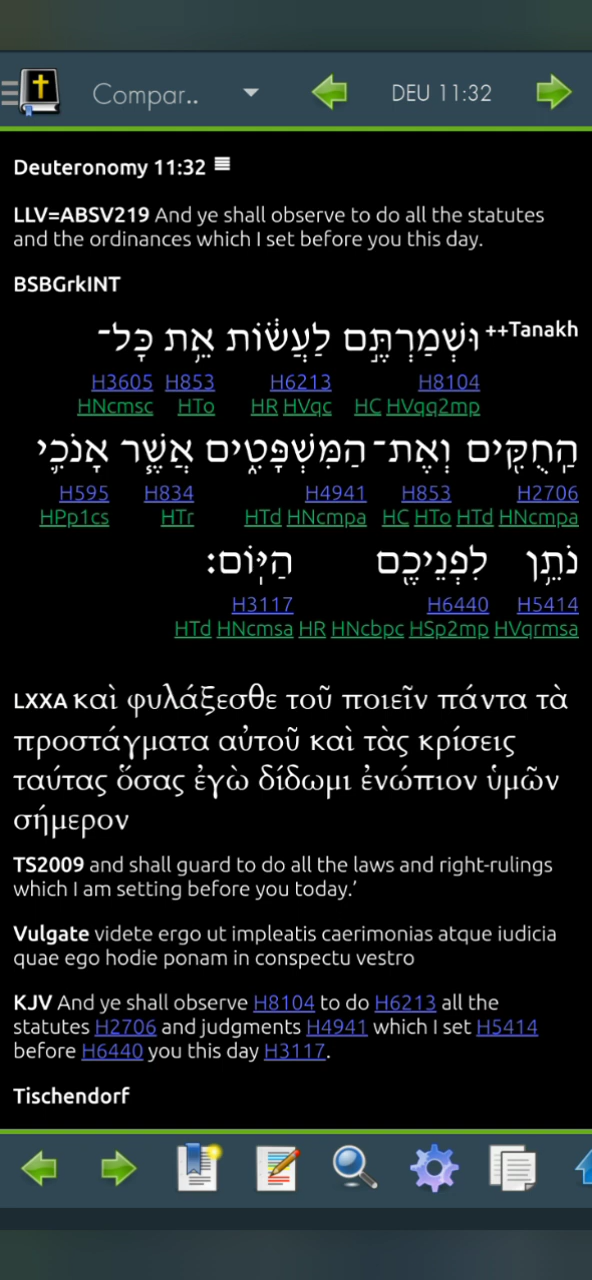 Compar..
DEU 11:32
Deuteronomy 11:32
LLV=ABSV219 And ye shall observe to do all the statutes
and the ordinances which I set before you this day.
BSBGrkINT
++Tanakh וּשְׁמַרְתֶּ֣ם לַעֲשׂ֔וֹת אֵ֥ת כָּל־
H3605 H853 H6213 H8104
HNcmsc HTo HR HVqc HC HVqq2mp
הַֽחֻקִּ֖ים וְאֶת־הַמִּשְׁפָּטִ֑ים אֲשֶׁ֧ר אָנֹכִ֛י
H595 H834 H4941 H853 H2706
HPp1cs HTr HTd HNcmpa HC HTo HTd HNcmpa
נֹתֵ֥ן לִפְנֵיכֶ֖ם הַיּֽוֹם׃
H3117 H6440 H5414
HTd HNcmsa HR HNcbpc HSp2mp HVqrmsa
LXXA καὶ φυλάξεσθε τοῦ ποιεῖν πάντα τὰ
προστάγματα αὐτοῦ καὶ τὰς κρίσεις
ταύτας ὅσας ἐγὼ δίδωμι ἐνώπιον ὑμῶν
σήμερον
TS2009 and shall guard to do all the laws and right-rulings
which I am setting before you today.’
Vulgate videte ergo ut impleatis caerimonias atque iudicia
quae ego hodie ponam in conspectu vestro
KJV And ye shall observe H8104 to do H6213 all the
statutes H2706 and judgments H4941 which I set H5414
before H6440 you this day H3117.
Tischendorf